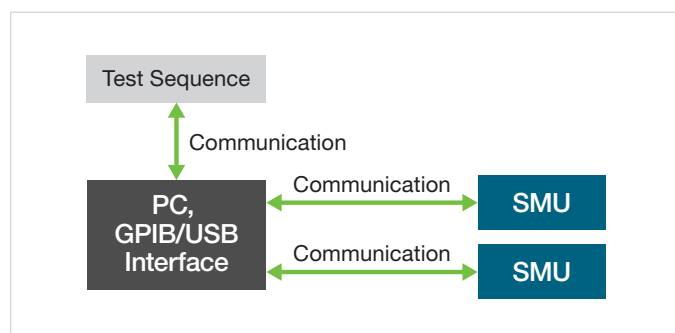 Test Sequence
Communication
PC,
GPIB/USB
Interface
Communication
SMU
Communication
SMU